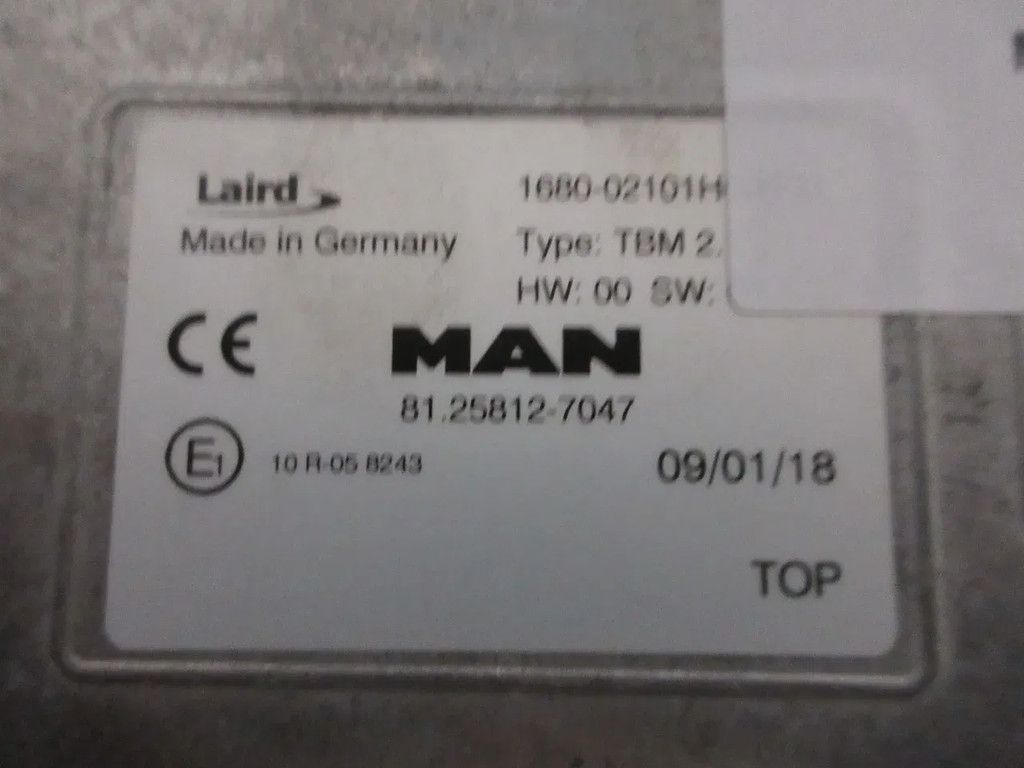 Laird
Made in Germany
1680-02101H
Type: TBM 2.
HW: 00 SW:
CE
MAN
81.25812-7047
E1
10 R-05 8243
09/01/18
TOP